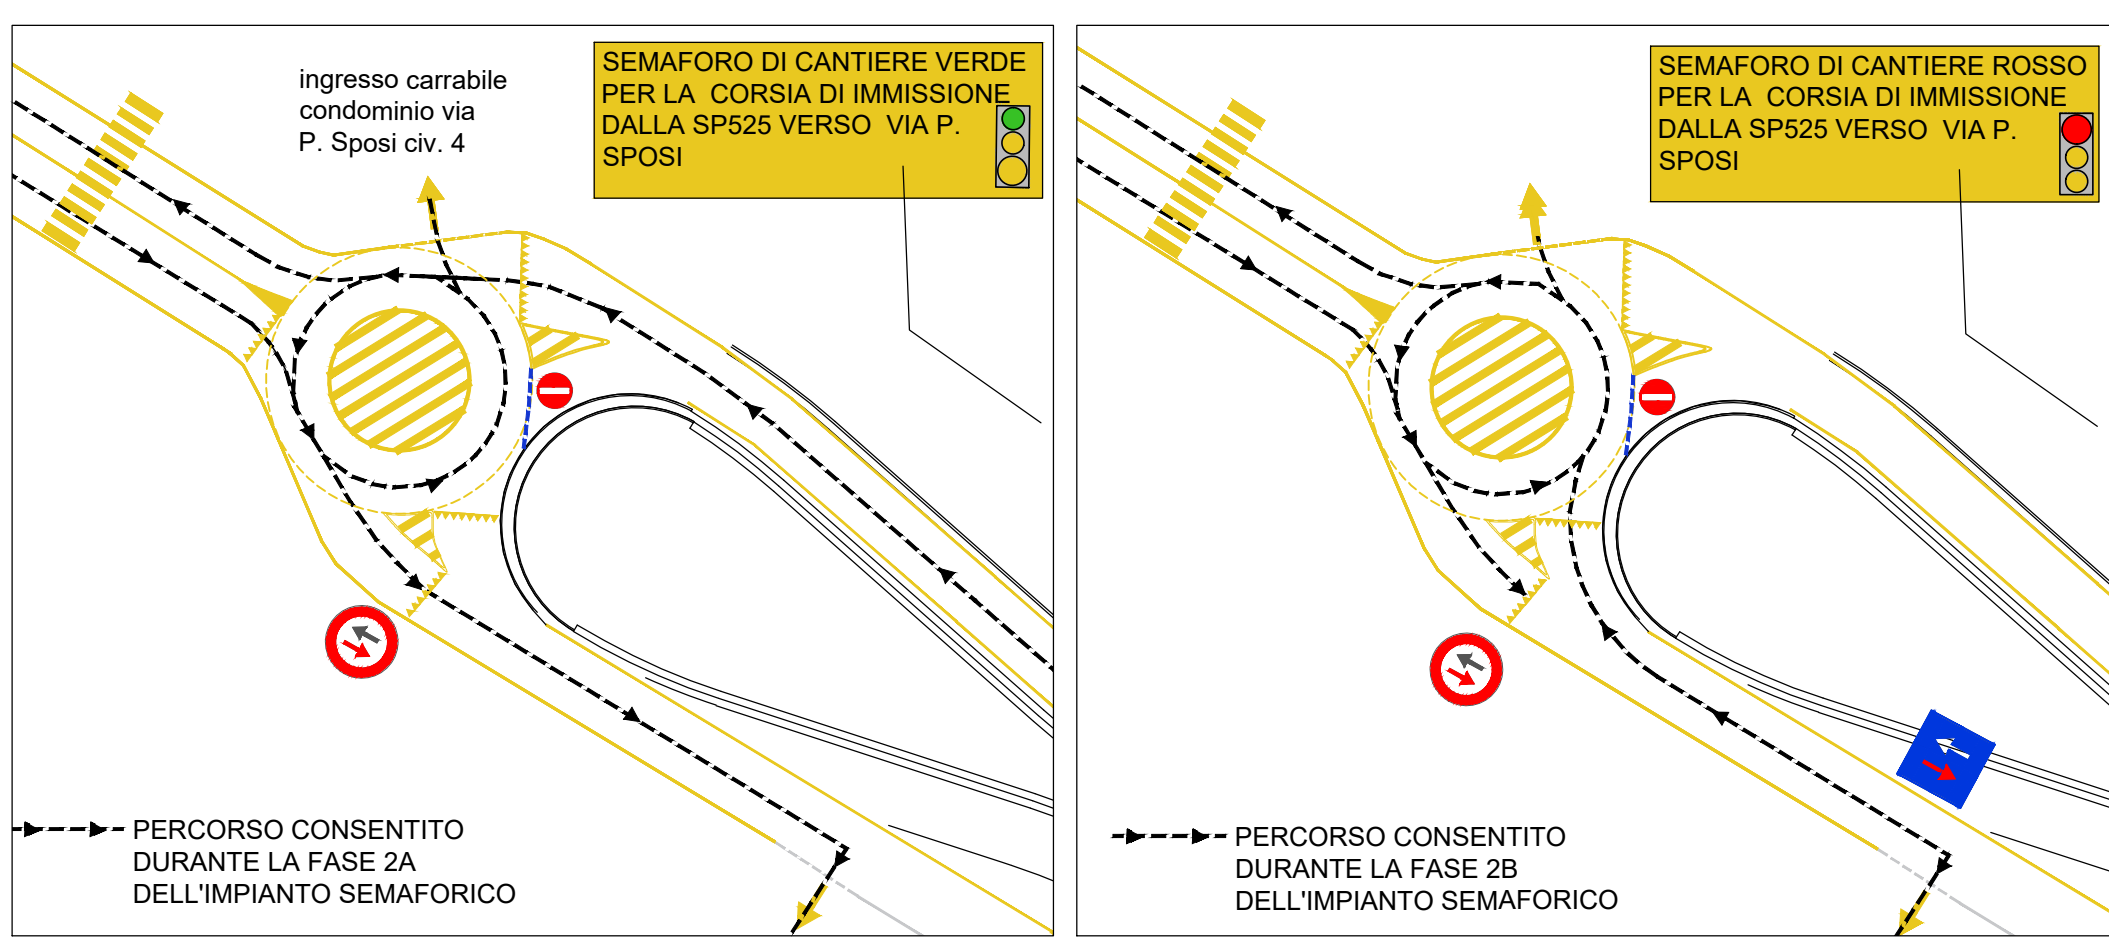 ingresso carrabile
condominio via
P. Sposi civ. 4
SEMAFORO DI CANTIERE VERDE
PER LA CORSIA DI IMMISSIONE
DALLA SP525 VERSO VIA P.
SPOSI
PERCORSO CONSENTITO
DURANTE LA FASE 2A
DELL'IMPIANTO SEMAFORICO
SEMAFORO DI CANTIERE ROSSO
PER LA CORSIA DI IMMISSIONE
DALLA SP525 VERSO VIA P.
SPOSI
PERCORSO CONSENTITO
DURANTE LA FASE 2B
DELL'IMPIANTO SEMAFORICO